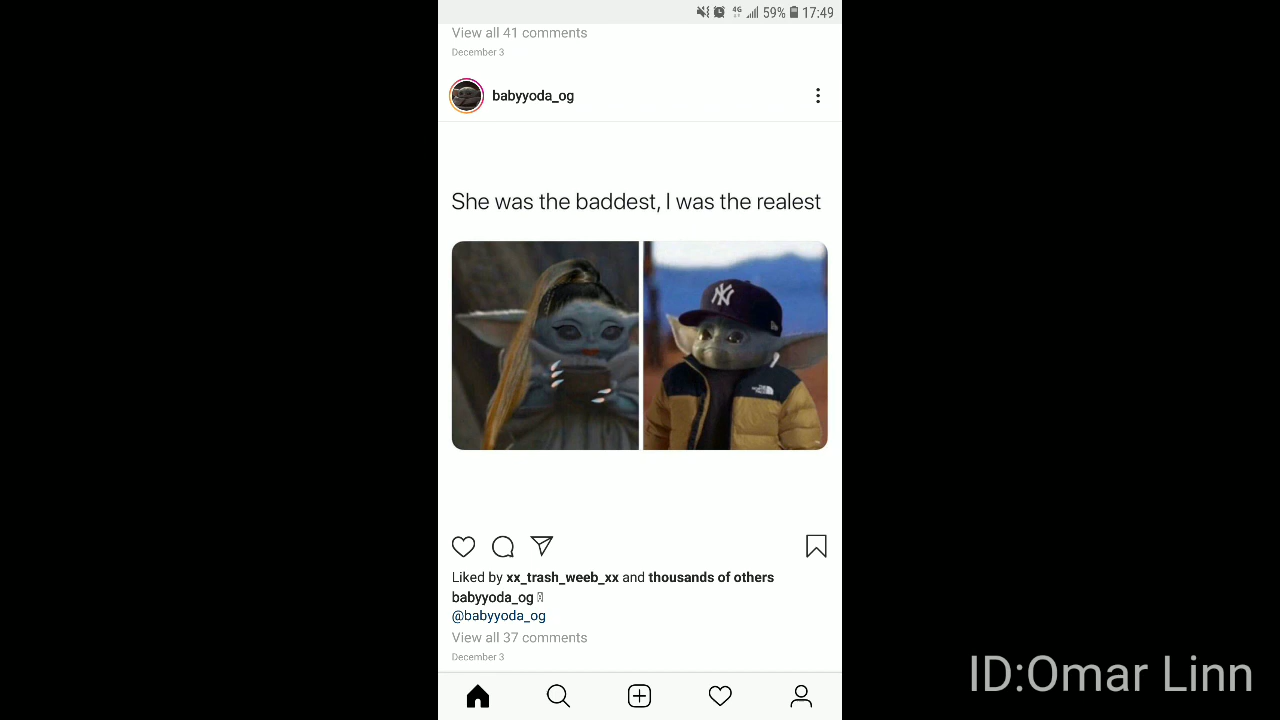 4G 59% 17:49
View all 41 comments
December 3
babyyoda_og
She was the baddest, I was the realest
NY
THE NORTH FACE
Liked by xx_trash_weeb_xx and thousands of others
babyyoda_og
@babyyoda_og
View all 37 comments
December 3
ID:Omar Linn